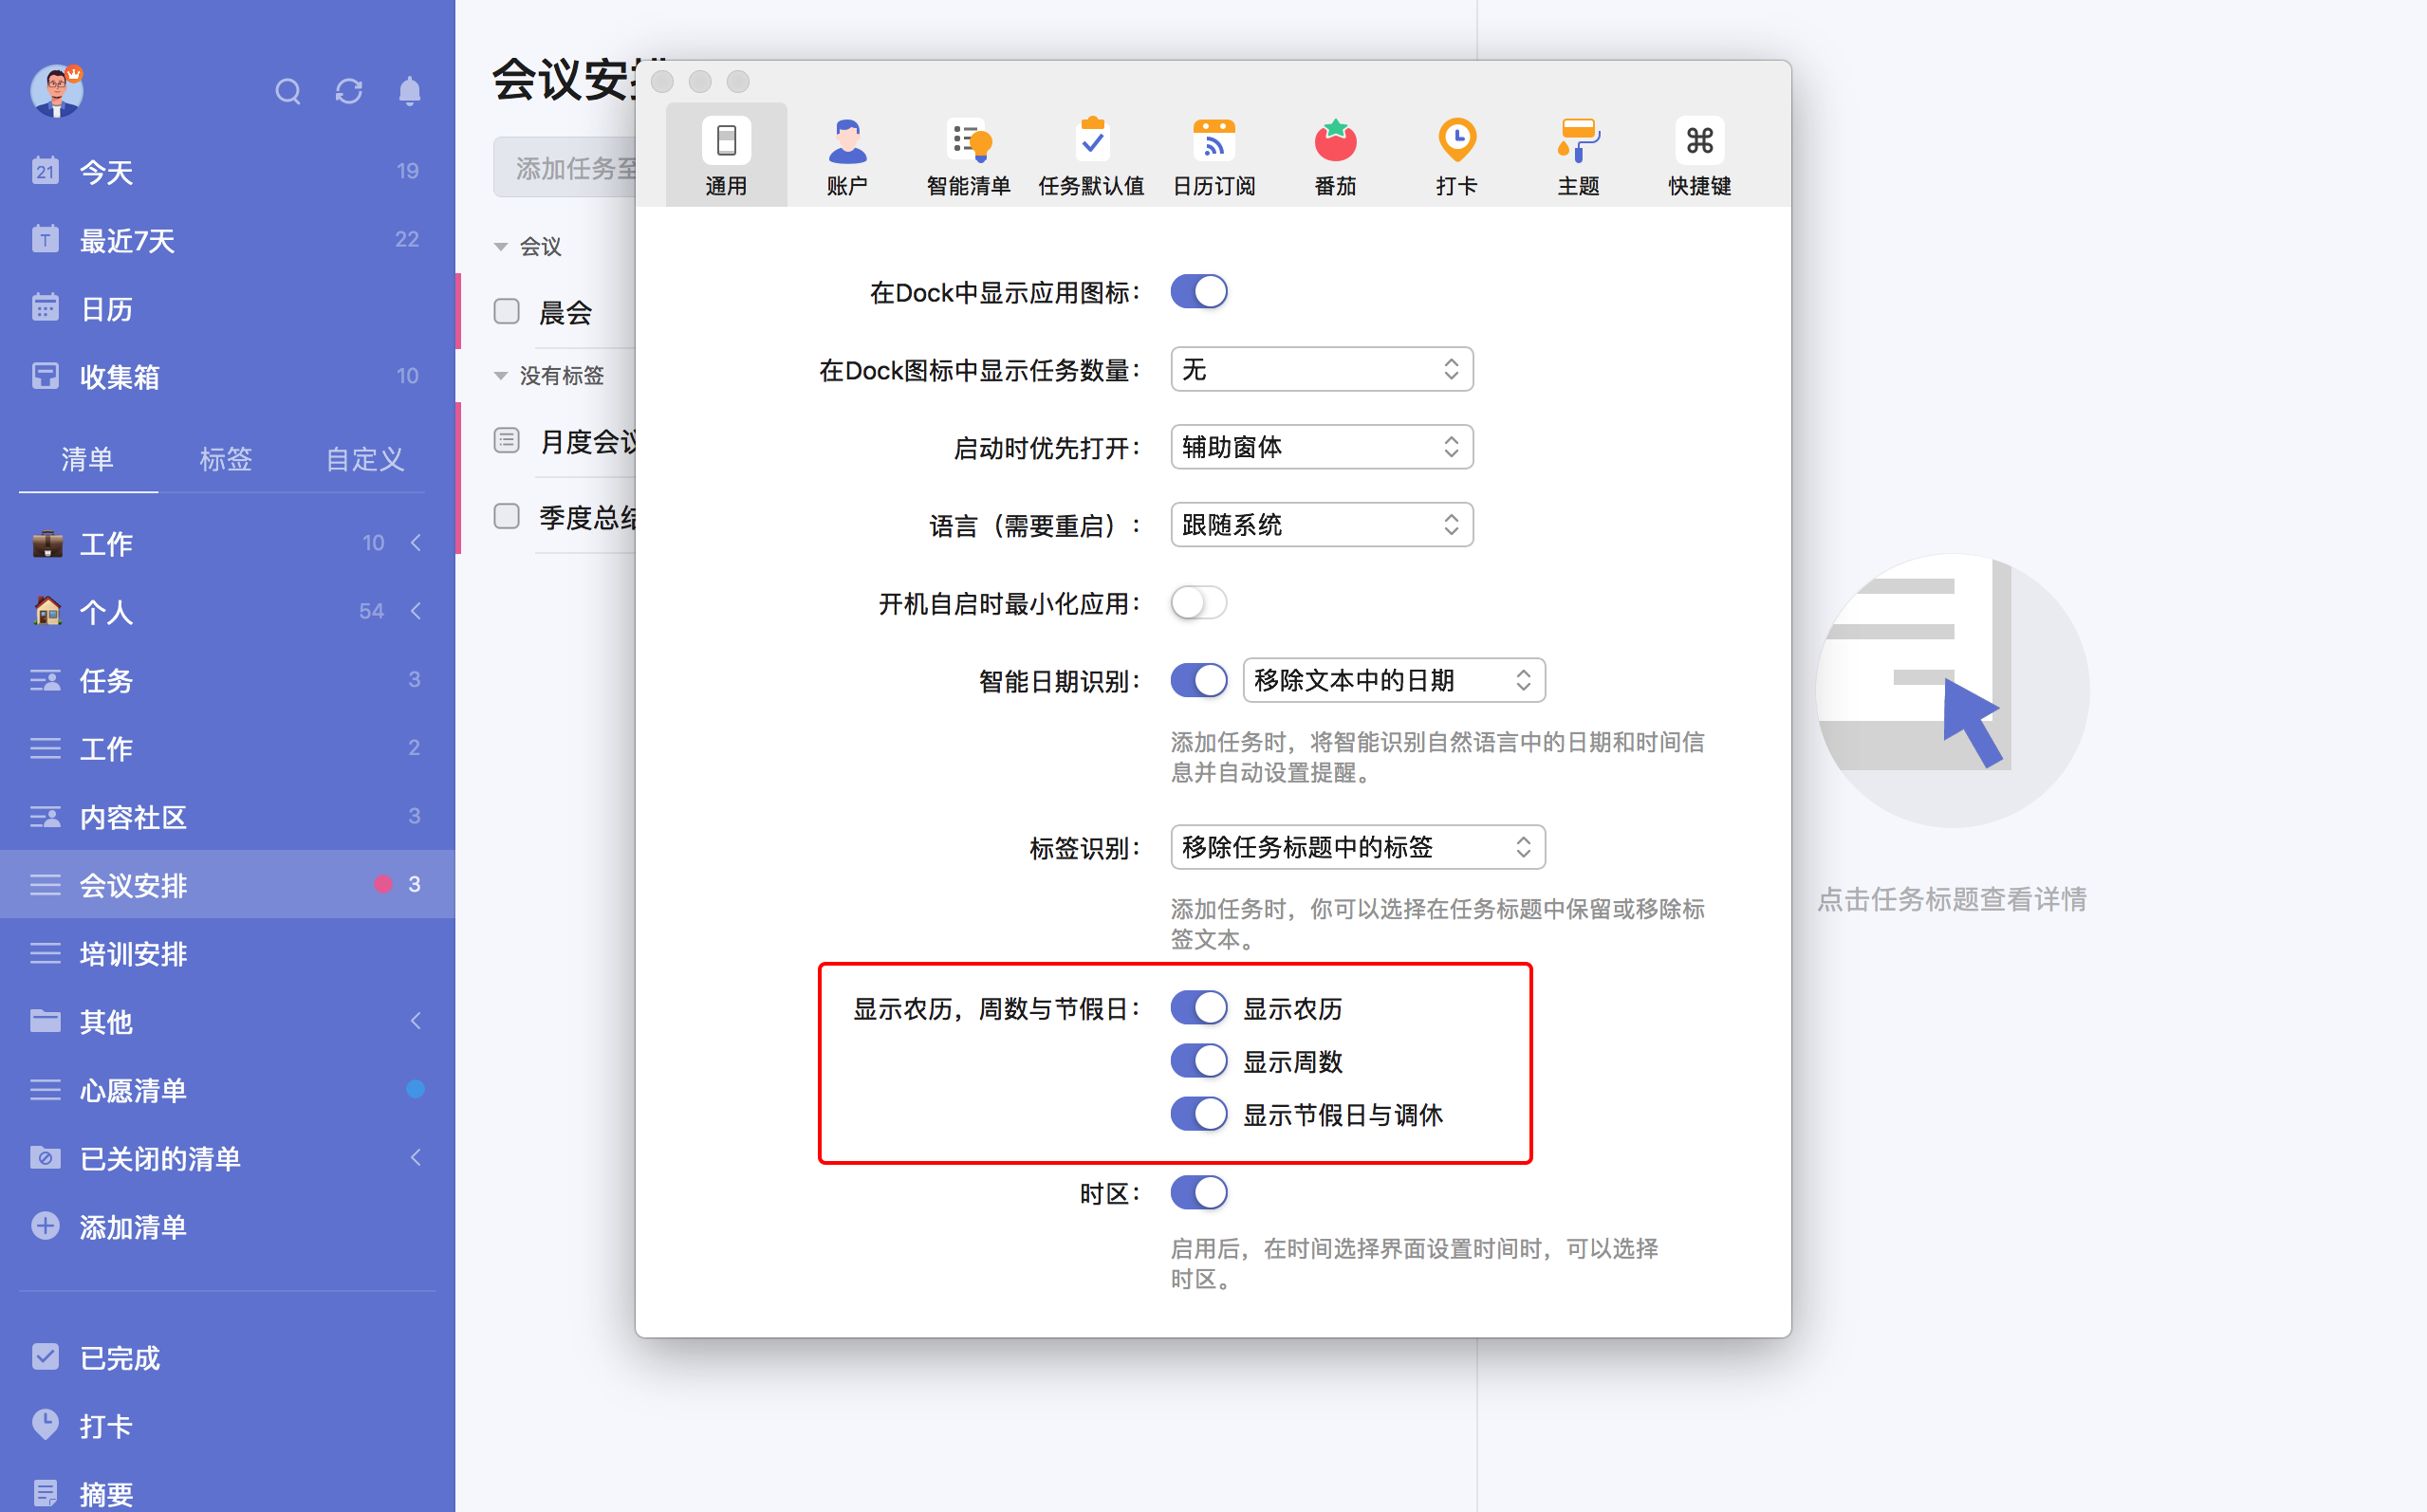 21
今天
19
T
最近7天
22
日历
收集箱
10
清单
标签
自定义
工作
10
个人
54
任务
3
工作
2
内容社区
3
会议安排
3
培训安排
其他
心愿清单
已关闭的清单
添加清单
已完成
打卡
摘要
会议安
添加任务至
会议
晨会
没有标签
月度会议
季度总结
通用
账户
智能清单
任务默认值
日历订阅
番茄
打卡
主题
快捷键
在Dock中显示应用图标：
在Dock图标中显示任务数量：
无
启动时优先打开：
辅助窗体
语言（需要重启）：
跟随系统
开机自启时最小化应用：
智能日期识别：
移除文本中的日期
添加任务时，将智能识别自然语言中的日期和时间信
息并自动设置提醒。
标签识别：
移除任务标题中的标签
添加任务时，你可以选择在任务标题中保留或移除标
签文本。
显示农历，周数与节假日：
显示农历
显示周数
显示节假日与调休
时区：
启用后，在时间选择界面设置时间时，可以选择
时区。
点击任务标题查看详情